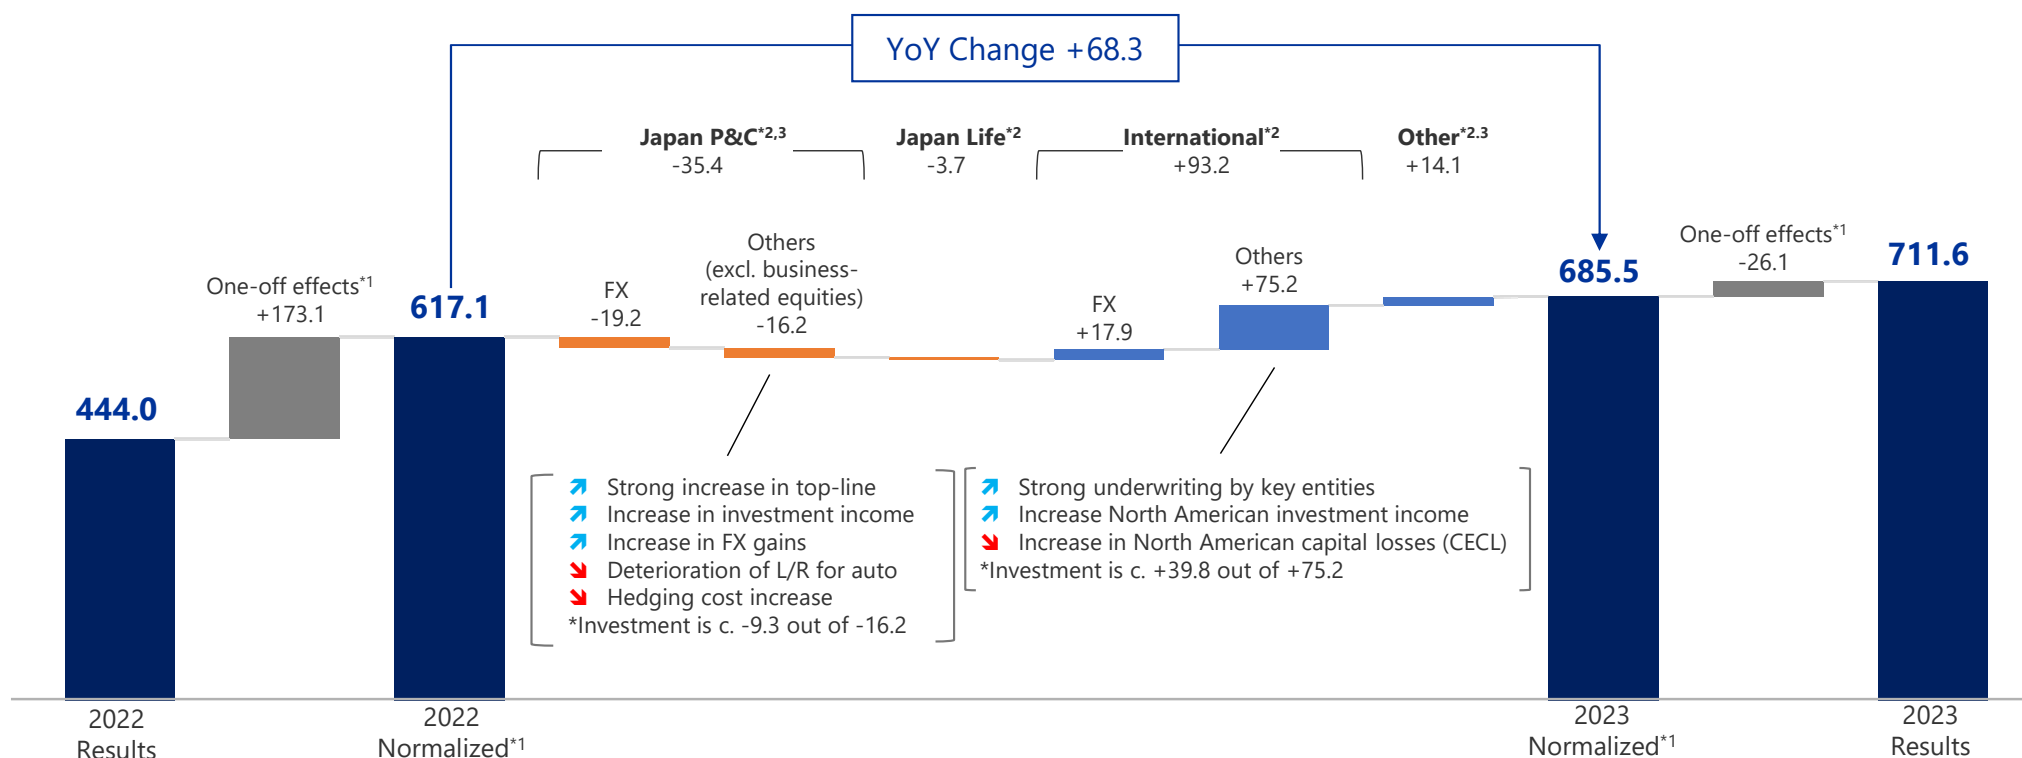 YoY Change +68.3
Japan P&C*2,3
-35.4
Japan Life*2
-3.7
International*2
+93.2
Other*2.3
+14.1
444.0
One-off effects*1
+173.1
617.1
FX
-19.2
Others
(excl. business-
related equities)
-16.2
FX
+17.9
Others
+75.2
685.5
One-off effects*1
-26.1
711.6
Strong increase in top-line
Increase in investment income
Increase in FX gains
Deterioration of L/R for auto
Hedging cost increase
*Investment is c. -9.3 out of -16.2
Strong underwriting by key entities
Increase North American investment income
Increase in North American capital losses (CECL)
*Investment is c. +39.8 out of +75.2
2022
Results
2022
Normalized*1
2023
Normalized*1
2023
Results